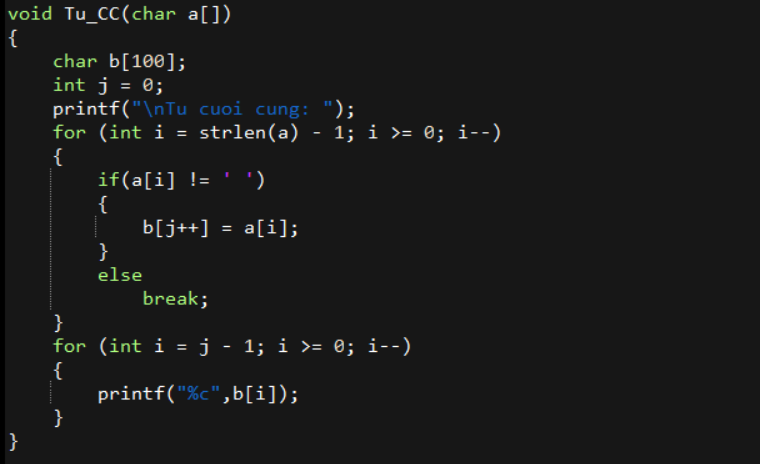 void Tu_CC(char a[])
{
    char b[100];
    int j = 0;
    printf("\nTu cuoi cung: ");
    for (int i = strlen(a) - 1; i >= 0; i--)
    {
        if(a[i] != ' ')
        {
            b[j++] = a[i];
        }
        else
            break;
    }
    for (int i = j - 1; i >= 0; i--)
    {
        printf("%c",b[i]);
    }
}